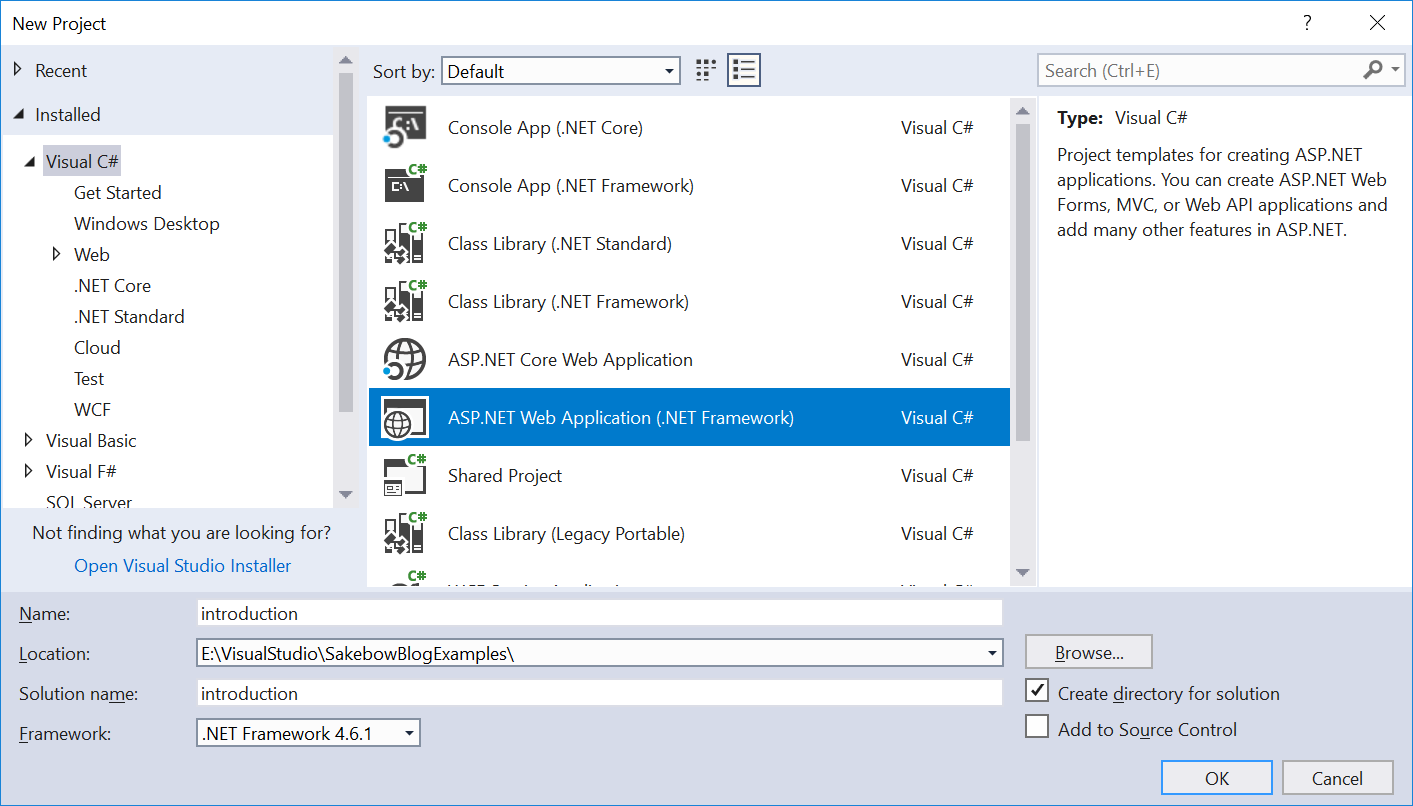 New Project
?
Recent
Installed
Visual C#
Get Started
Windows Desktop
Web
.NET Core
.NET Standard
Cloud
Test
WCF
Visual Basic
Visual F#
SQL Server
Not finding what you are looking for?
Open Visual Studio Installer
Sort by: Default
Search (Ctrl+E)
Console App (.NET Core) Visual C#
Console App (.NET Framework) Visual C#
Class Library (.NET Standard) Visual C#
Class Library (.NET Framework) Visual C#
ASP.NET Core Web Application Visual C#
ASP.NET Web Application (.NET Framework) Visual C#
Shared Project Visual C#
Class Library (Legacy Portable) Visual C#
Type: Visual C#
Project templates for creating ASP.NET
applications. You can create ASP.NET Web
Forms, MVC, or Web API applications and
add many other features in ASP.NET.
Name: introduction
Location: E:\VisualStudio\SakebowBlogExamples\
Browse...
Solution name: introduction
Create directory for solution
Framework: .NET Framework 4.6.1
Add to Source Control
OK Cancel